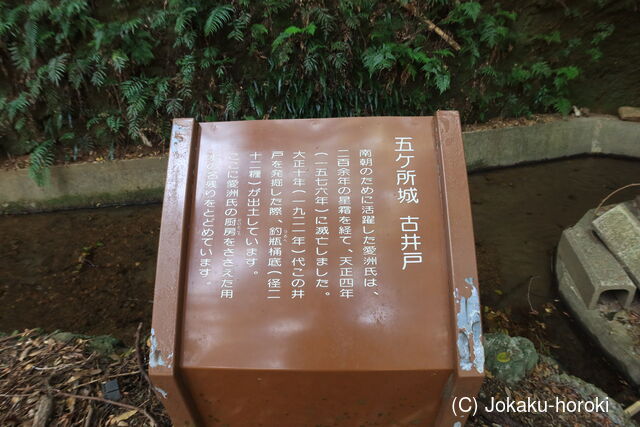 五ケ所城 古井戸
南朝のために活躍した愛洲氏は、
二百余年の星霜を経て、天正四年
(一五七六年)に滅亡しました。
大正十年(一九二一年)代この井
戸を発掘した際、釣瓶桶底(径二
十二糎)が出土しています。
ここに愛洲氏の厨房をささえた用
水の名残りをとどめています。
(C) Jokaku-horoki